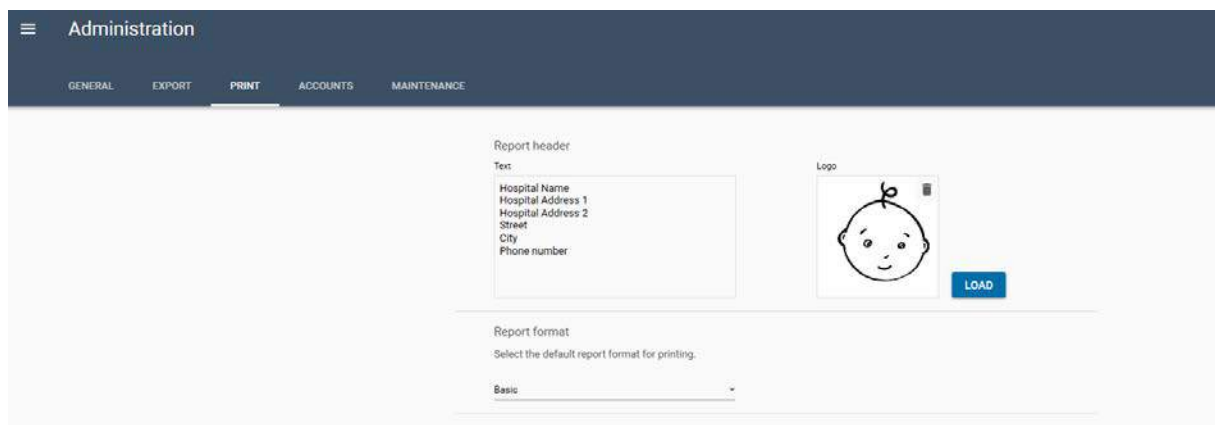 Administration
GENERAL EXPORT PRINT ACCOUNTS MAINTENANCE
Report header
Text
Logo
Hospital Name
Hospital Address 1
Hospital Address 2
Street
City
Phone number
LOAD
Report format
Select the default report format for printing.
Basic